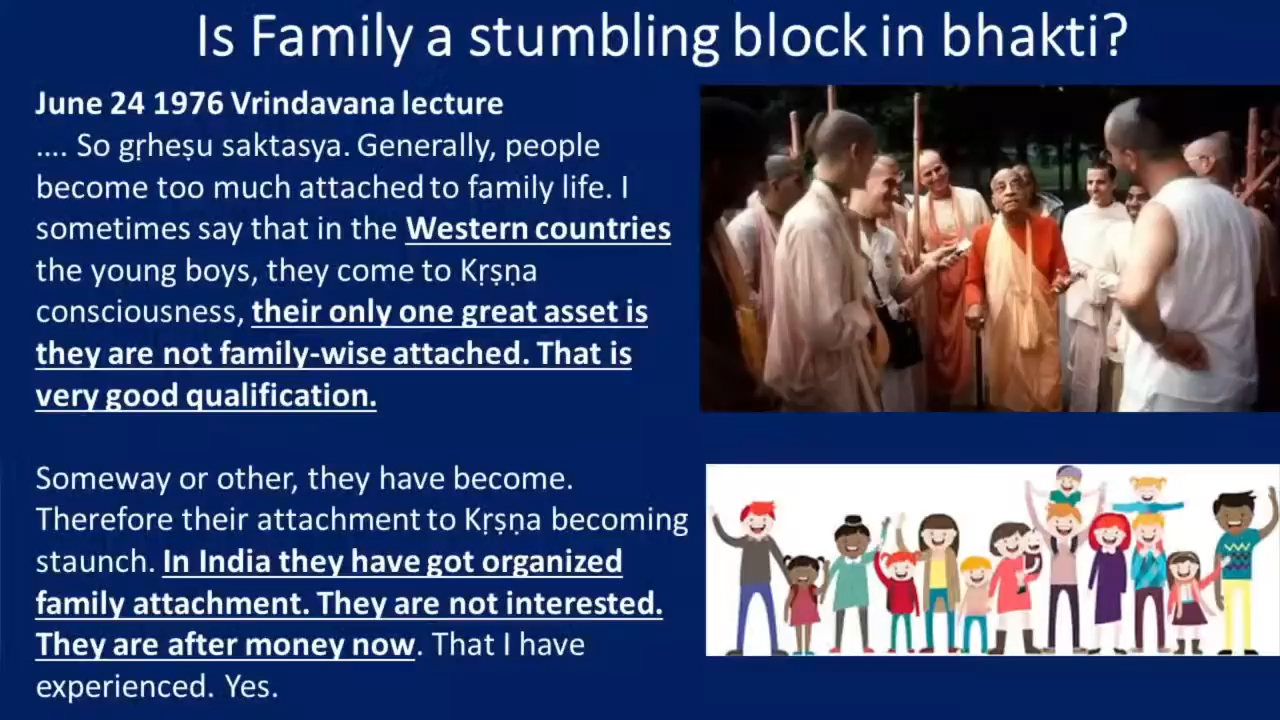 Is Family a stumbling block in bhakti?
June 24 1976 Vrindavana lecture
.... So gṛheṣu saktasya. Generally, people
become too much attached to family life. I
sometimes say that in the Western countries
the young boys, they come to Kṛṣṇa
consciousness, their only one great asset is
they are not family-wise attached. That is
very good qualification.
Someway or other, they have become.
Therefore their attachment to Kṛṣṇa becoming
staunch. In India they have got organized
family attachment. They are not interested.
They are after money now. That I have
experienced. Yes.